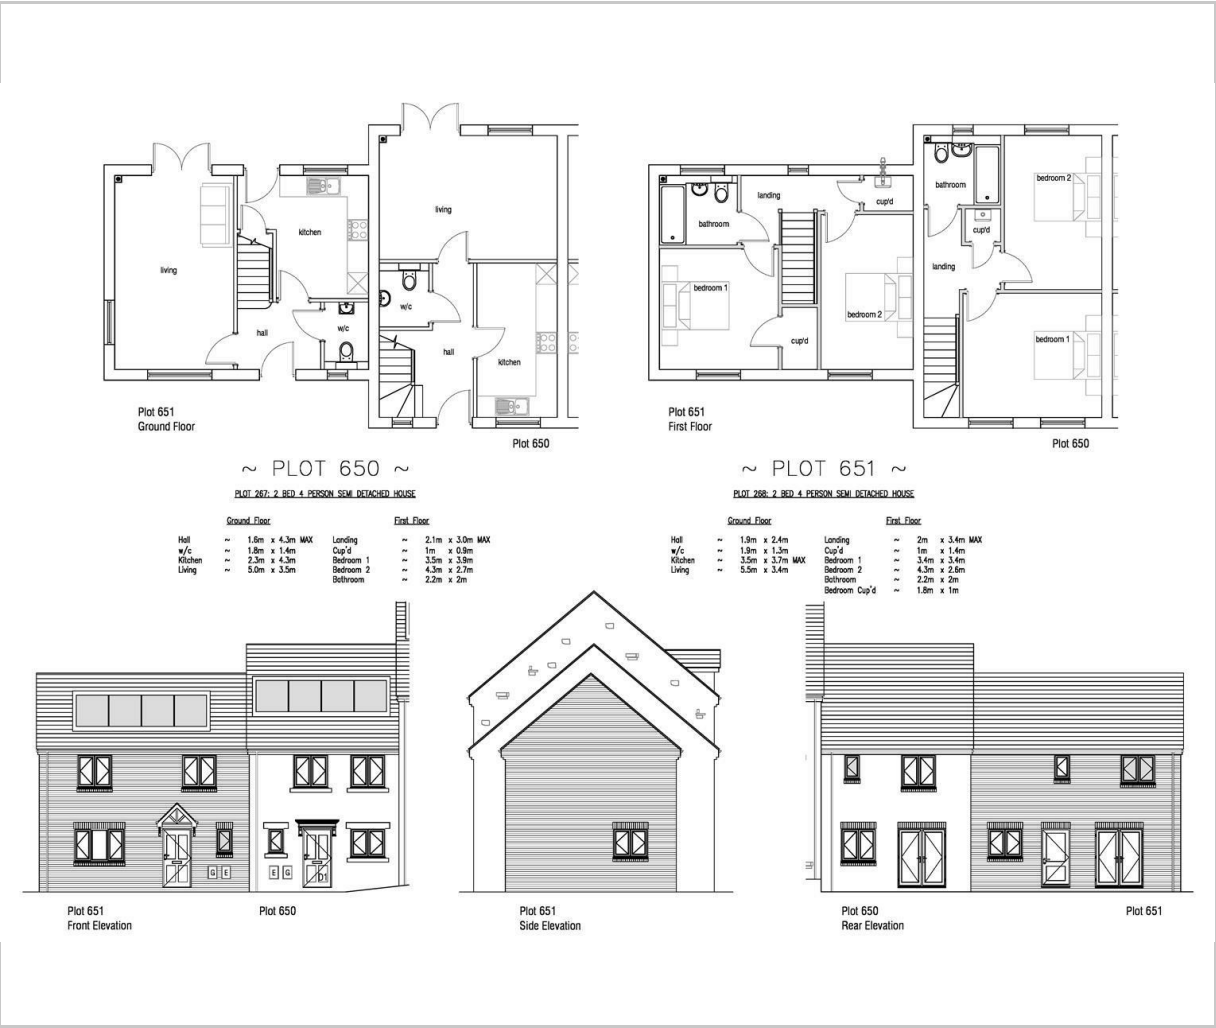 living
kitchen
living
hall
w/c
w/c
hall
kitchen
Plot 651
Ground Floor
Plot 650
bathroom
landing
cup'd
bathroom
bedroom 2
cup'd
landing
bedroom 1
bedroom 2
cup'd
bedroom 1
Plot 651
First Floor
Plot 650
~ PLOT 650 ~
PLOT 267: 2 BED 4 PERSON SEMI DETACHED HOUSE
Ground Floor First Floor
Hall ~ 1.6m x 4.3m MAX Landing ~ 2.1m x 3.0m MAX
w/c ~ 1.8m x 1.4m Cup'd ~ 1m x 0.9m
Kitchen ~ 2.3m x 4.3m Bedroom 1 ~ 3.5m x 3.9m
Living ~ 5.0m x 3.5m Bedroom 2 ~ 4.3m x 2.7m
Bathroom ~ 2.2m x 2m
~ PLOT 651 ~
PLOT 268: 2 BED 4 PERSON SEMI DETACHED HOUSE
Ground Floor First Floor
Hall ~ 1.9m x 2.4m Landing ~ 2m x 3.4m MAX
w/c ~ 1.9m x 1.3m Cup'd ~ 1m x 1.4m
Kitchen ~ 3.5m x 3.7m MAX Bedroom 1 ~ 3.4m x 3.4m
Living ~ 5.5m x 3.4m Bedroom 2 ~ 4.3m x 2.6m
Bathroom ~ 2.2m x 2m
Bedroom Cup'd ~ 1.8m x 1m
G E
E G
D1
Plot 651
Front Elevation
Plot 650
Plot 651
Side Elevation
Plot 650
Rear Elevation
Plot 651